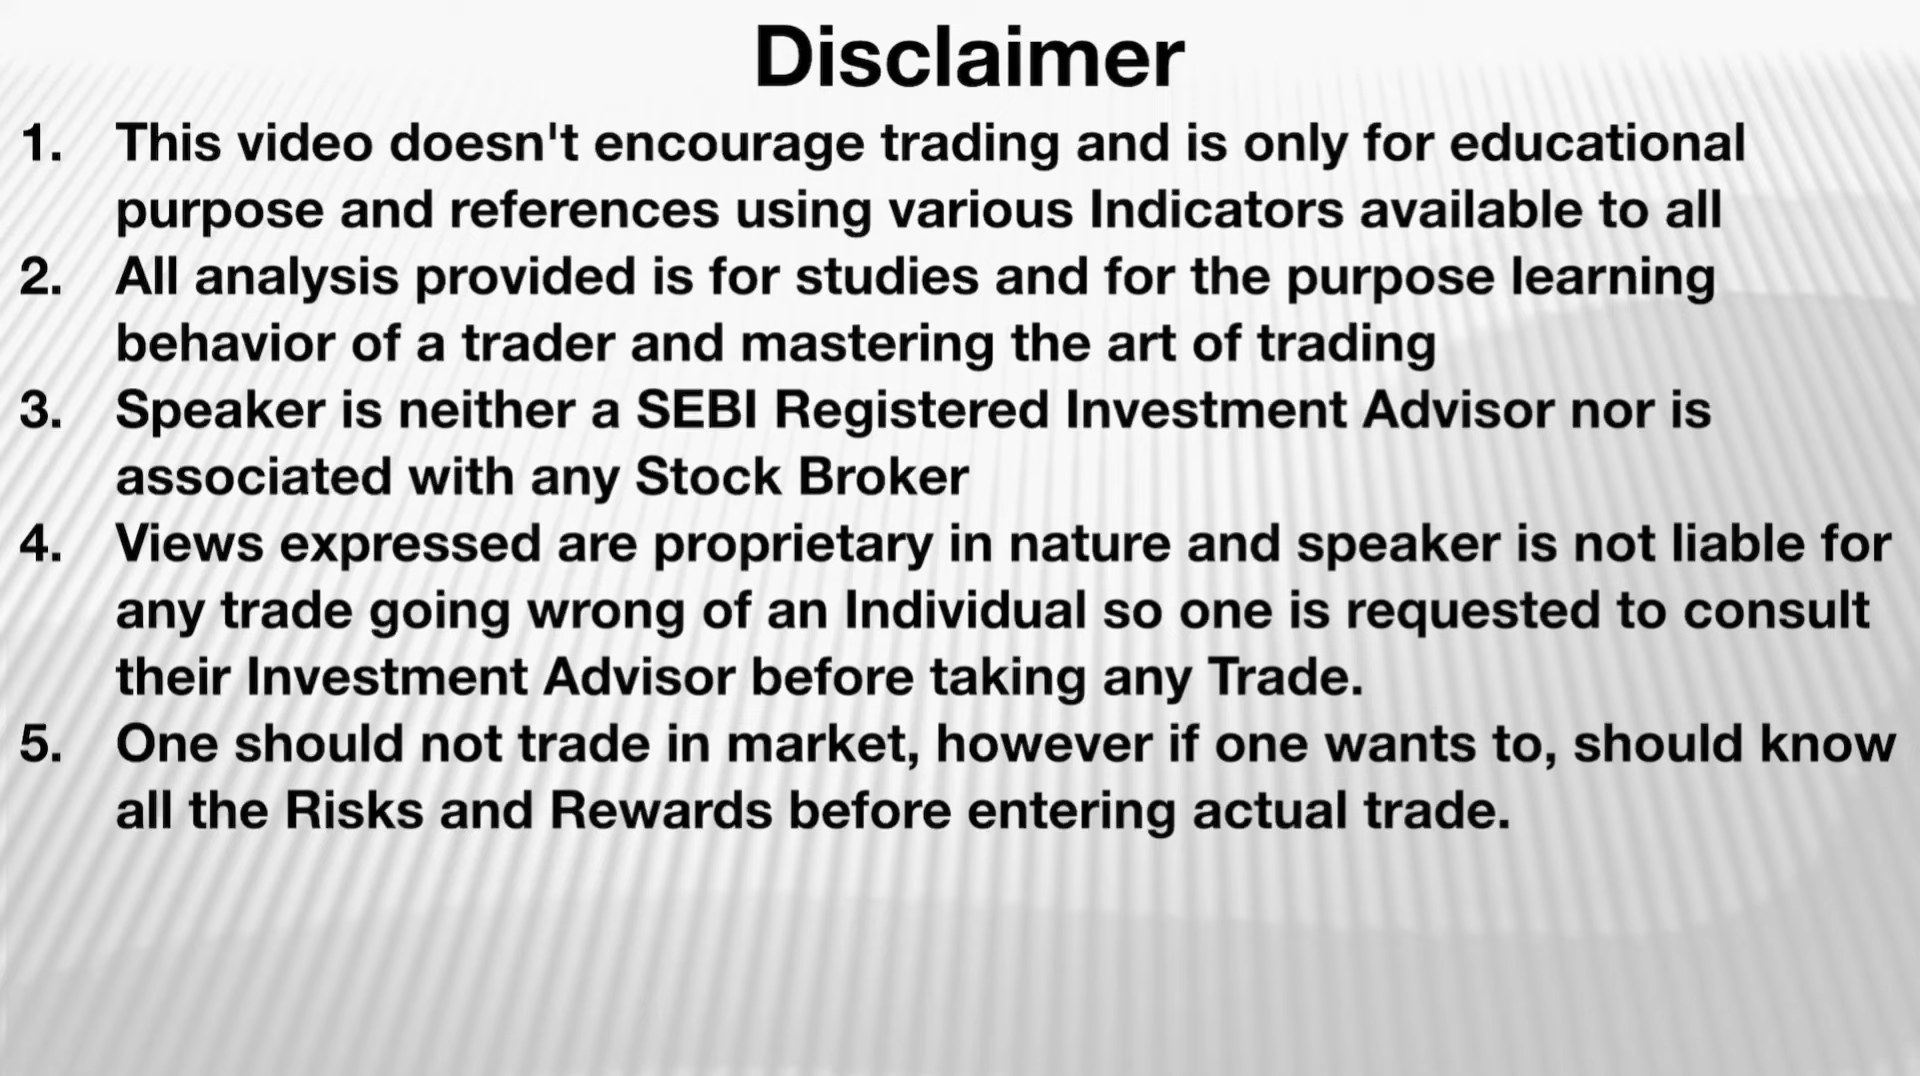 Disclaimer
1. This video doesn't encourage trading and is only for educational
purpose and references using various Indicators available to all
2. All analysis provided is for studies and for the purpose learning
behavior of a trader and mastering the art of trading
3. Speaker is neither a SEBI Registered Investment Advisor nor is
associated with any Stock Broker
4. Views expressed are proprietary in nature and speaker is not liable for
any trade going wrong of an Individual so one is requested to consult
their Investment Advisor before taking any Trade.
5. One should not trade in market, however if one wants to, should know
all the Risks and Rewards before entering actual trade.